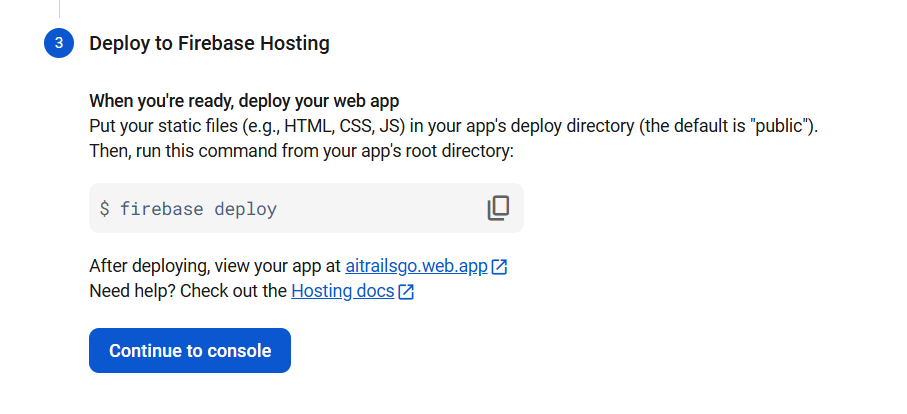 3 Deploy to Firebase Hosting
When you're ready, deploy your web app
Put your static files (e.g., HTML, CSS, JS) in your app's deploy directory (the default is "public").
Then, run this command from your app's root directory:
$ firebase deploy
After deploying, view your app at aitrailsgo.web.app
Need help? Check out the Hosting docs
Continue to console